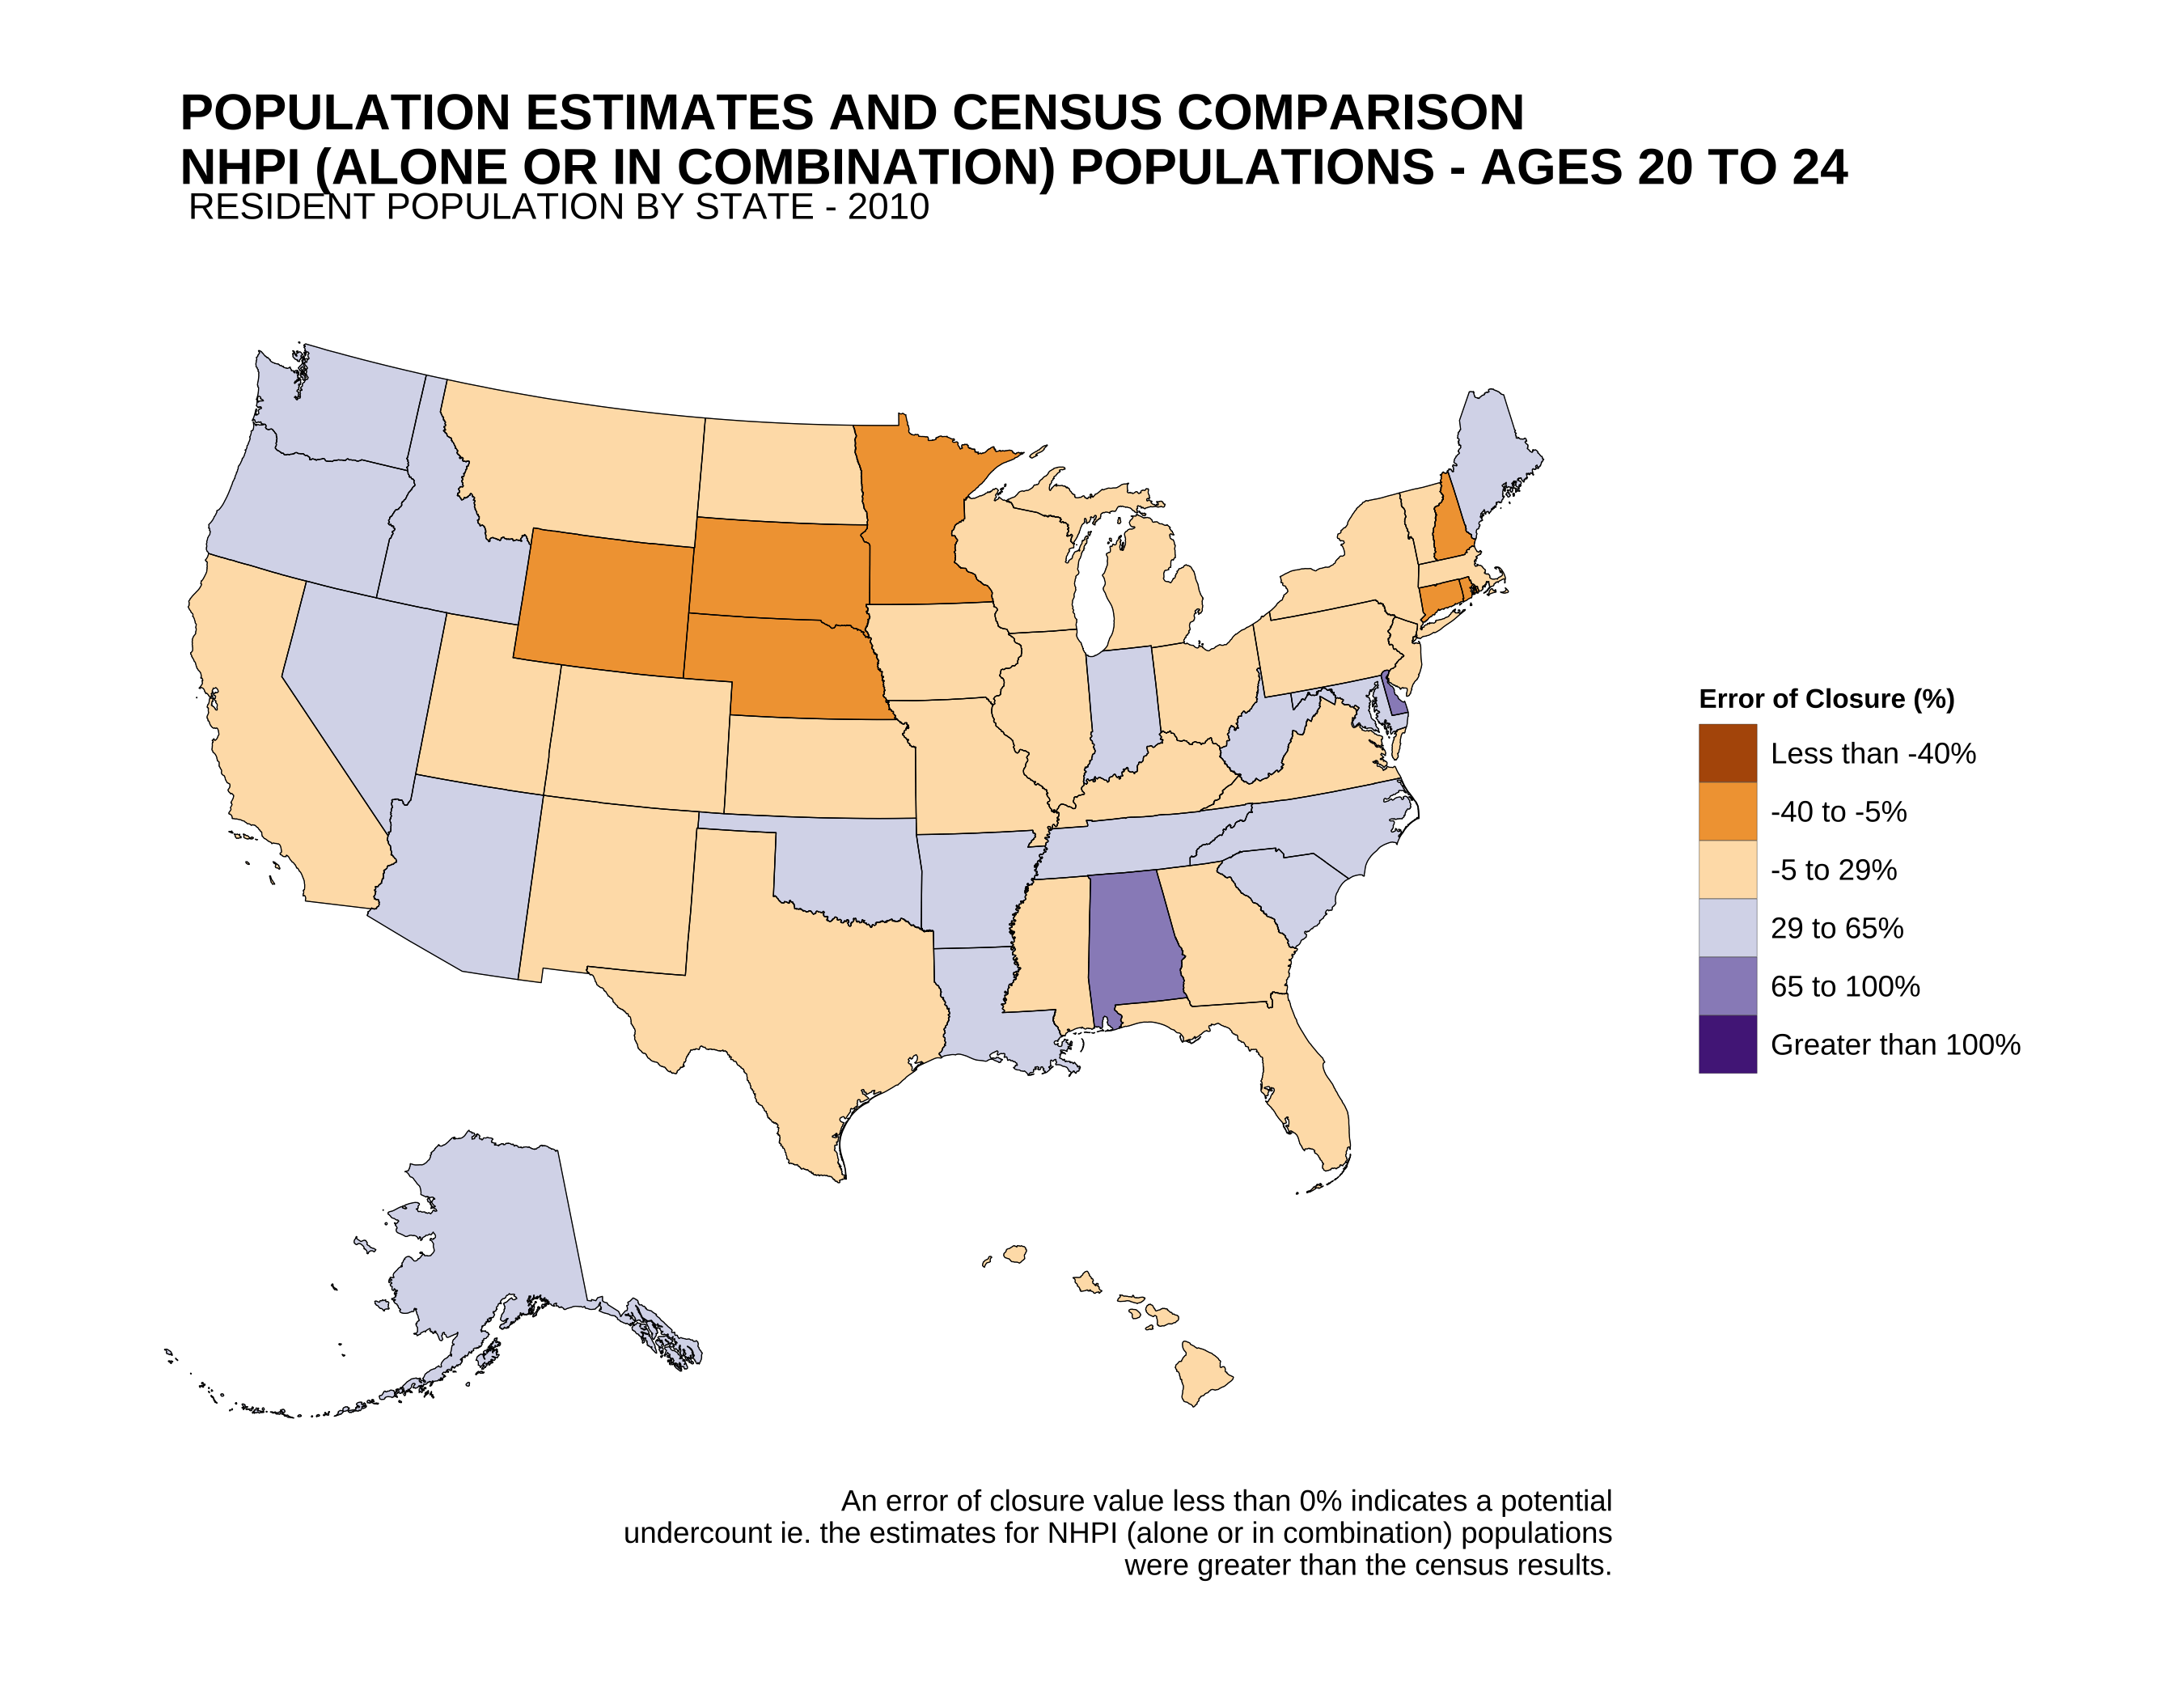 POPULATION ESTIMATES AND CENSUS COMPARISON
NHPI (ALONE OR IN COMBINATION) POPULATIONS - AGES 20 TO 24
RESIDENT POPULATION BY STATE - 2010
Error of Closure (%)
Less than -40%
-40 to -5%
-5 to 29%
29 to 65%
65 to 100%
Greater than 100%
An error of closure value less than 0% indicates a potential
undercount ie. the estimates for NHPI (alone or in combination) populations
were greater than the census results.